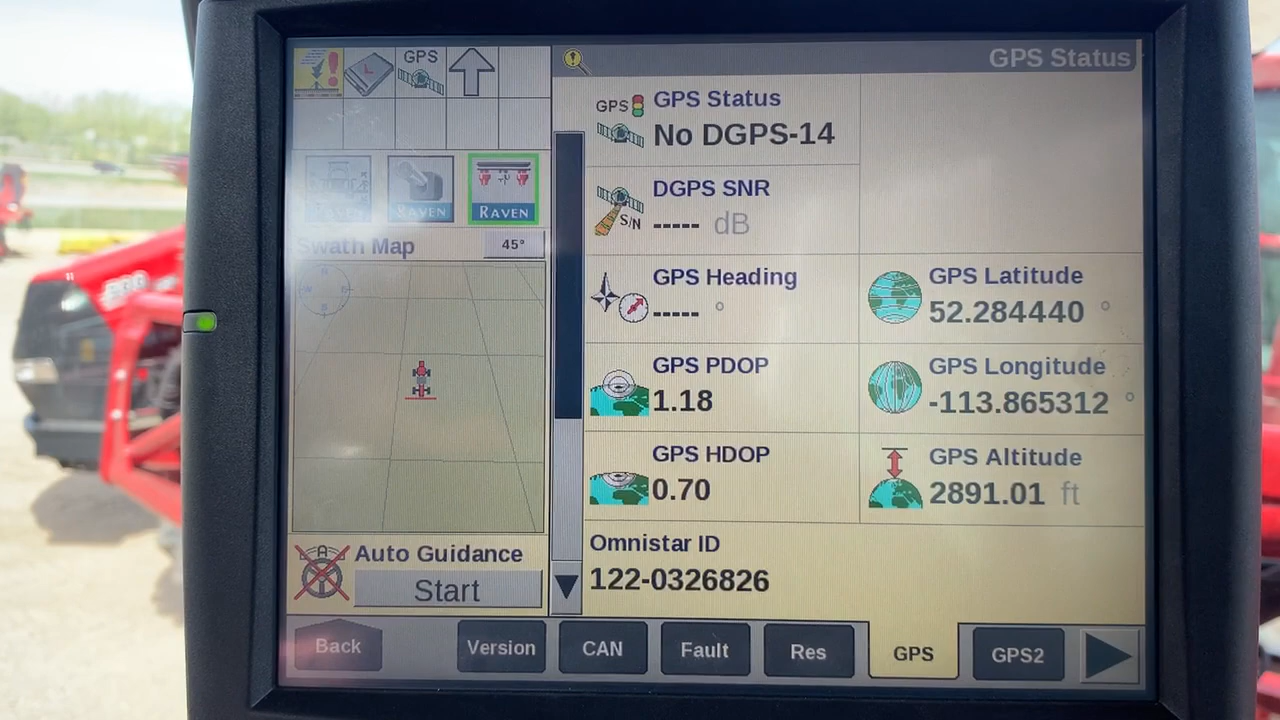 GPS
GPS Status
GPS
GPS Status
No DGPS-14
RAVEN
RAVEN
DGPS SNR
S/N
----- dB
Swath Map
45°
GPS Heading
----- °
GPS Latitude
52.284440 °
GPS PDOP
1.18
GPS Longitude
-113.865312 °
GPS HDOP
0.70
GPS Altitude
2891.01 ft
Auto Guidance
Start
Omnistar ID
122-0326826
Back
Version
CAN
Fault
Res
GPS
GPS2